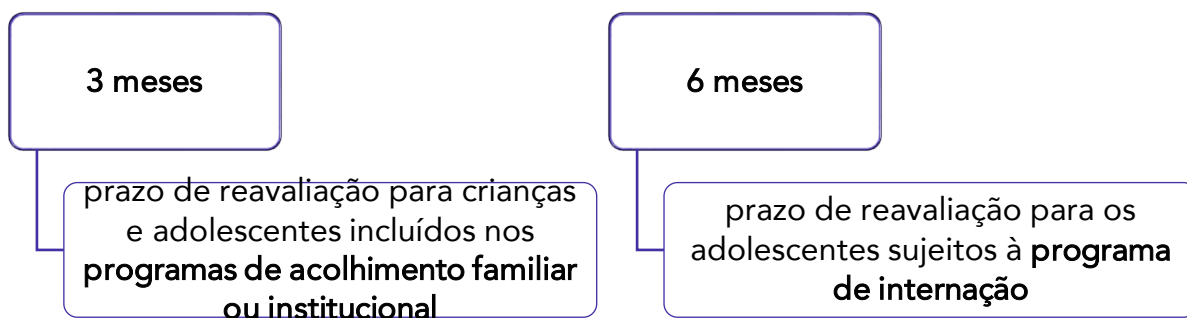 3 meses
prazo de reavaliação para crianças
e adolescentes incluídos nos
programas de acolhimento familiar
ou institucional
6 meses
prazo de reavaliação para os
adolescentes sujeitos à programa
de internação